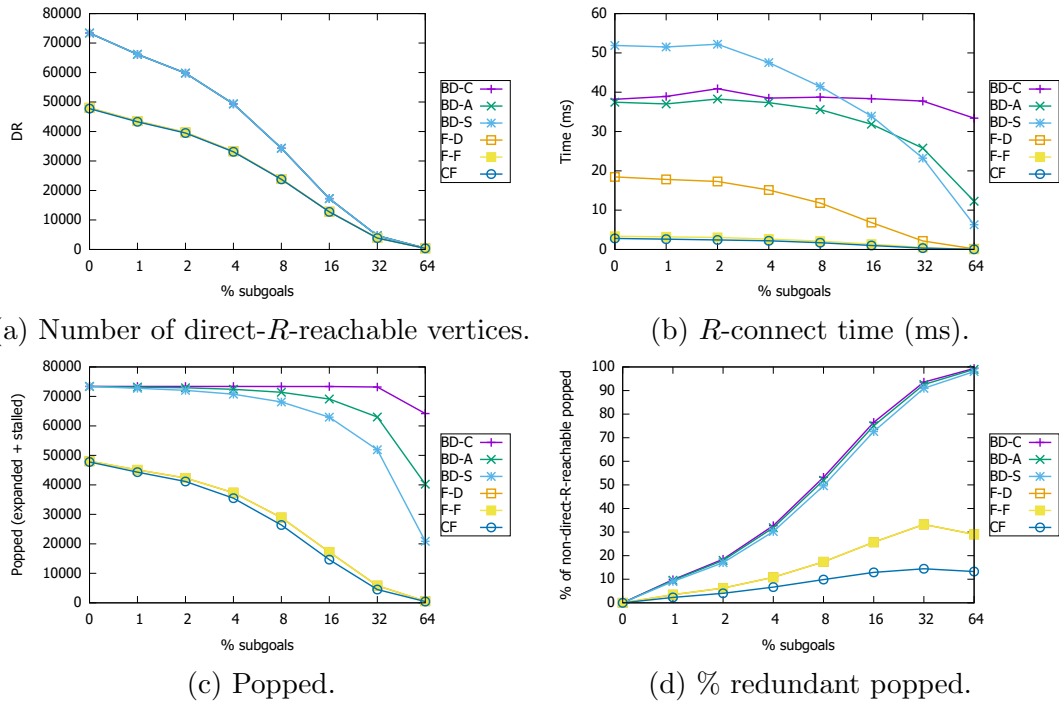 80000
70000
60000
50000
40000
30000
20000
10000
0
DR
0 1 2 4 8 16 32 64
% subgoals
BD-C
BD-A
BD-S
F-D
F-F
CF
a) Number of direct-R-reachable vertices.
60
50
40
30
20
10
0
Time (ms)
0 1 2 4 8 16 32 64
% subgoals
BD-C
BD-A
BD-S
F-D
F-F
CF
(b) R-connect time (ms).
80000
70000
60000
50000
40000
30000
20000
10000
0
Popped (expanded + stalled)
0 1 2 4 8 16 32 64
% subgoals
BD-C
BD-A
BD-S
F-D
F-F
CF
(c) Popped.
100
90
80
70
60
50
40
30
20
10
0
% of non-direct-R-reachable popped
0 1 2 4 8 16 32 64
% subgoals
BD-C
BD-A
BD-S
F-D
F-F
CF
(d) % redundant popped.